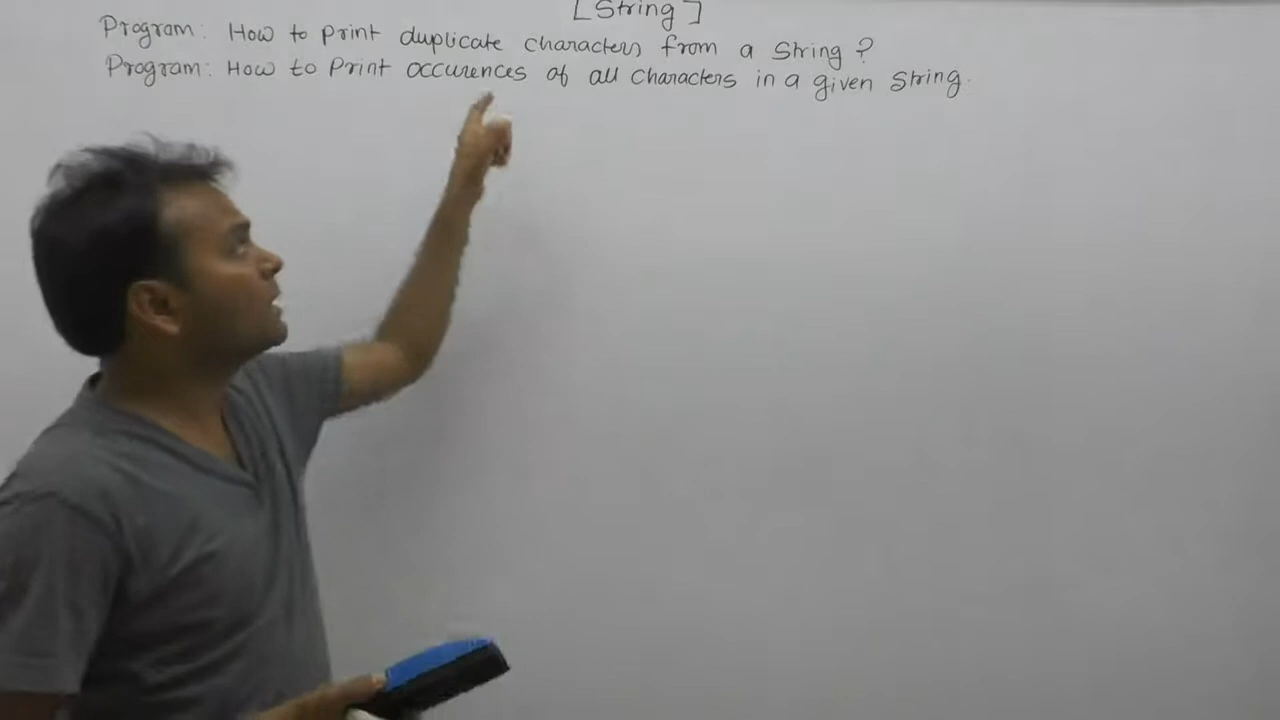 [String]
Program: How to print duplicate characters from a String?
Program: How to Print occurences of all Characters in a given String.